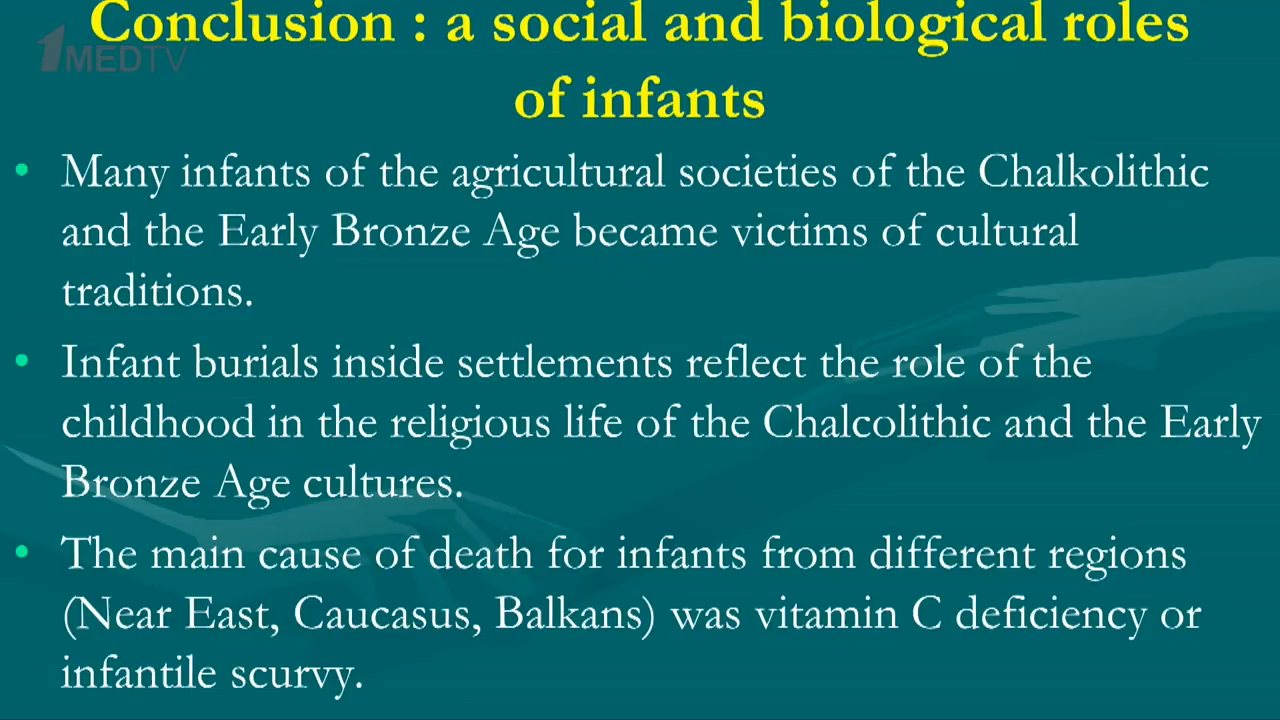 Conclusion : a social and biological roles
of infants
1MEDTV
• Many infants of the agricultural societies of the Chalkolithic
and the Early Bronze Age became victims of cultural
traditions.
• Infant burials inside settlements reflect the role of the
childhood in the religious life of the Chalcolithic and the Early
Bronze Age cultures.
• The main cause of death for infants from different regions
(Near East, Caucasus, Balkans) was vitamin C deficiency or
infantile scurvy.